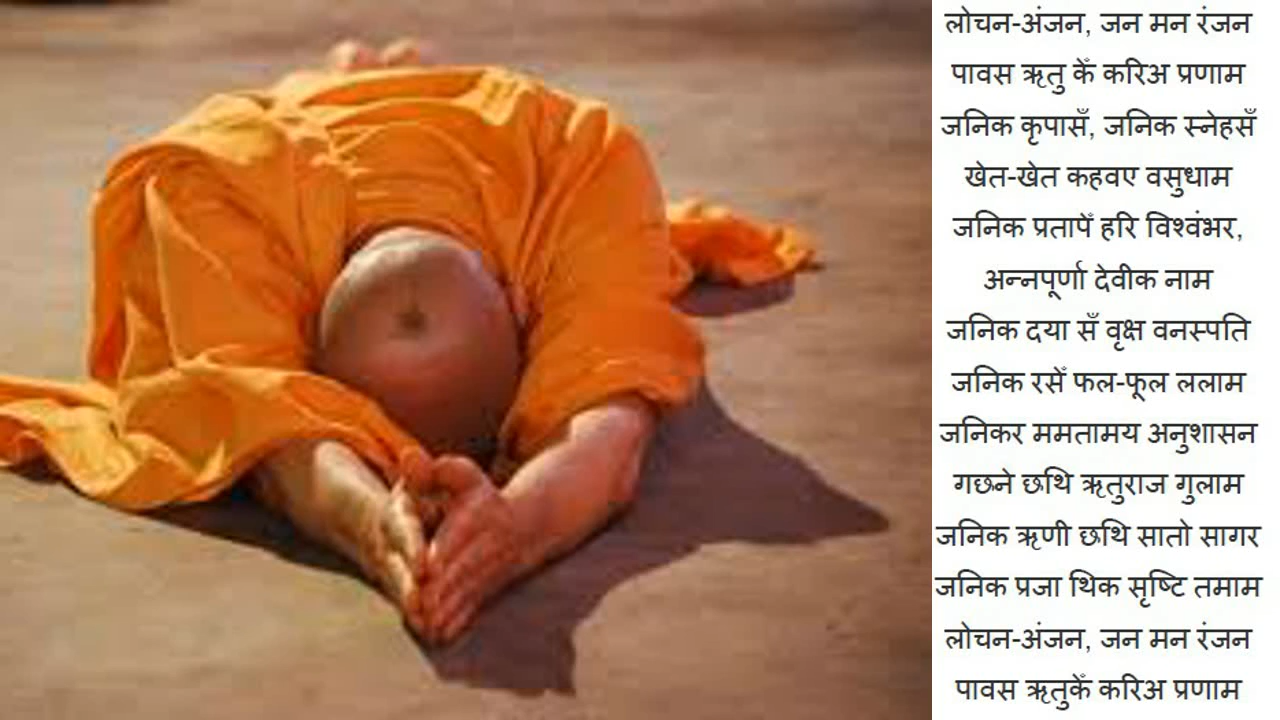 लोचन-अंजन, जन मन रंजन
पावस ऋतु केँ करिअ प्रणाम
जनिक कृपासँ, जनिक स्नेहसँ
खेत-खेत कहवए वसुधाम
जनिक प्रतापेँ हरि विश्वंभर,
अन्नपूर्णा देवीक नाम
जनिक दया सँ वृक्ष वनस्पति
जनिक रसेँ फल-फूल ललाम
जनिकर ममतामय अनुशासन
गछने छथि ऋतुराज गुलाम
जनिक ऋणी छथि सातो सागर
जनिक प्रजा थिक सृष्टि तमाम
लोचन-अंजन, जन मन रंजन
पावस ऋतुकेँ करिअ प्रणाम